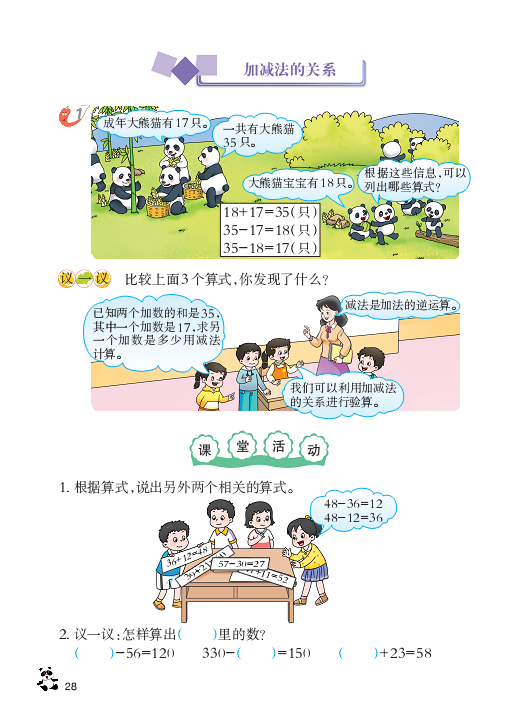 加减法的关系
1
成年大熊猫有17只。
一共有大熊猫
35只。
大熊猫宝宝有18只。
根据这些信息,可以
列出哪些算式?
18+17=35(只)
35-17=18(只)
35-18=17(只)
议一议 比较上面3个算式,你发现了什么?
已知两个加数的和是35,
其中一个加数是17,求另
一个加数是多少用减法
计算。
减法是加法的逆运算。
我们可以利用加减法
的关系进行验算。
课堂活动
1. 根据算式,说出另外两个相关的算式。
48-36=12
48-12=36
36+12=48
57-30=27
+11=52
2. 议一议:怎样算出( )里的数?
( )-56=120 330-( )=150 ( )+23=58
28